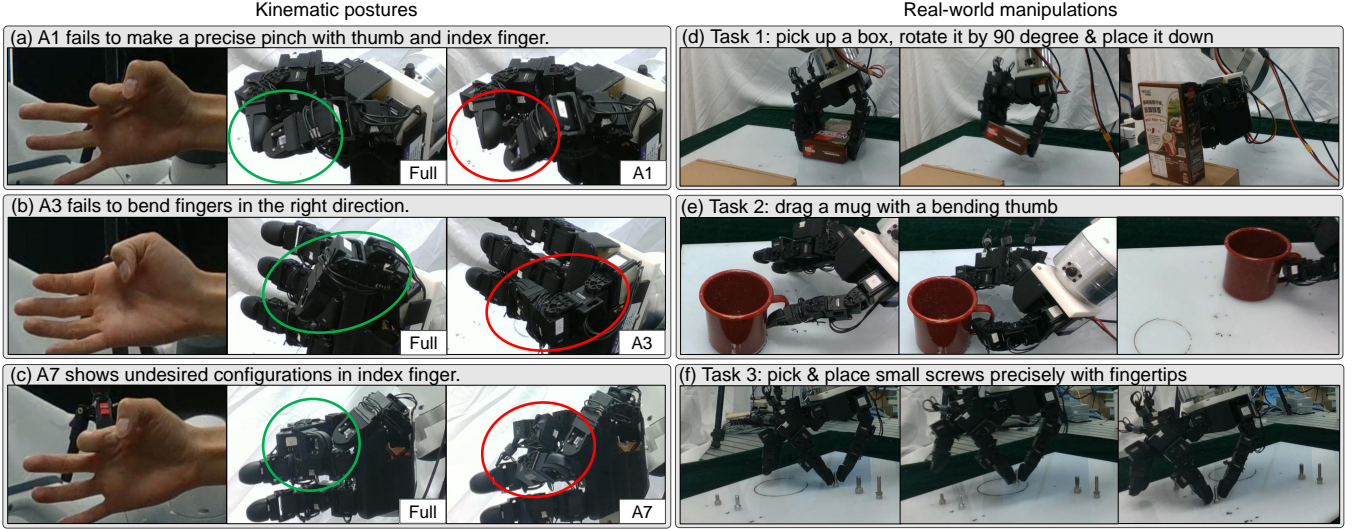 Kinematic postures
Real-world manipulations
(a) A1 fails to make a precise pinch with thumb and index finger.
Full
A1
(b) A3 fails to bend fingers in the right direction.
Full
A3
(c) A7 shows undesired configurations in index finger.
Full
A7
(d) Task 1: pick up a box, rotate it by 90 degree & place it down
(e) Task 2: drag a mug with a bending thumb
(f) Task 3: pick & place small screws precisely with fingertips